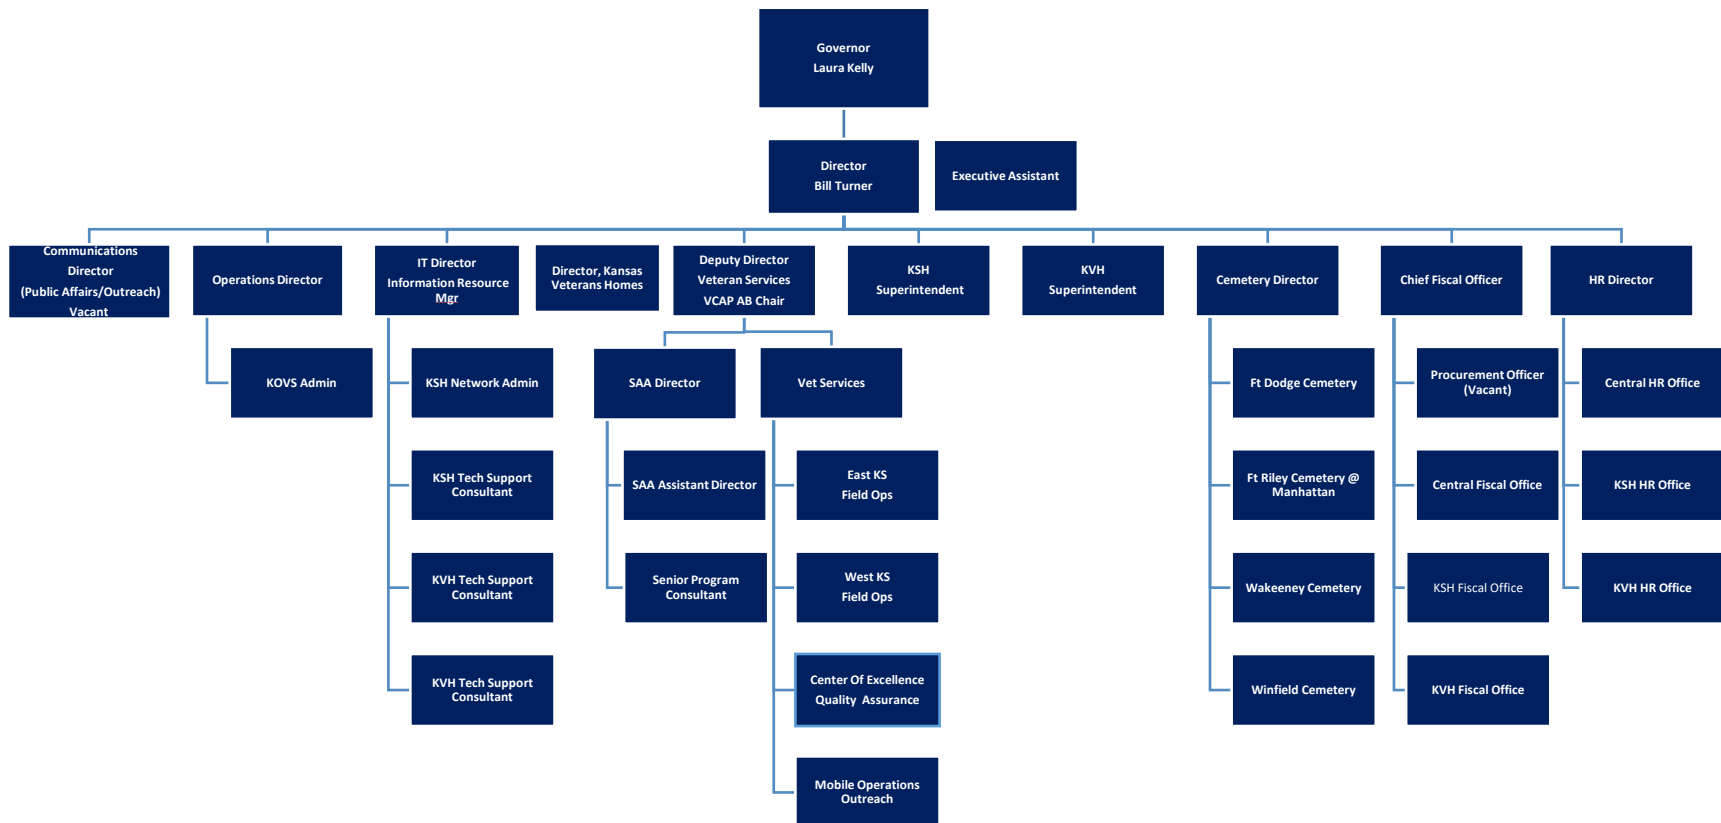 Governor
Laura Kelly
Director
Bill Turner
Executive Assistant
Communications
Director
(Public Affairs/Outreach)
Vacant
Operations Director
IT Director
Information Resource
Mgr
Director, Kansas
Veterans Homes
Deputy Director
Veteran Services
VCAP AB Chair
KSH
Superintendent
KVH
Superintendent
Cemetery Director
Chief Fiscal Officer
HR Director
KOVS Admin
KSH Network Admin
SAA Director
Vet Services
Ft Dodge Cemetery
Procurement Officer
(Vacant)
Central HR Office
KSH Tech Support
Consultant
SAA Assistant Director
East KS
Field Ops
Ft Riley Cemetery @
Manhattan
Central Fiscal Office
KSH HR Office
KVH Tech Support
Consultant
Senior Program
Consultant
West KS
Field Ops
Wakeeney Cemetery
KSH Fiscal Office
KVH HR Office
KVH Tech Support
Consultant
Center Of Excellence
Quality Assurance
Winfield Cemetery
KVH Fiscal Office
Mobile Operations
Outreach